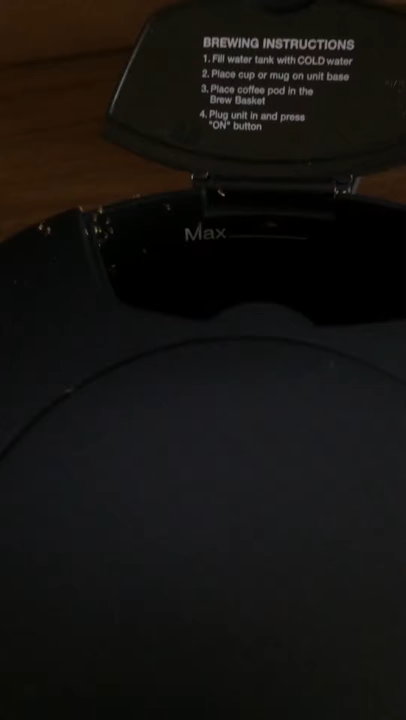 BREWING INSTRUCTIONS
1. Fill water tank with COLD water
2. Place cup or mug on unit base
3. Place coffee pod in the
Brew Basket
4. Plug unit in and press
"ON" button
Max